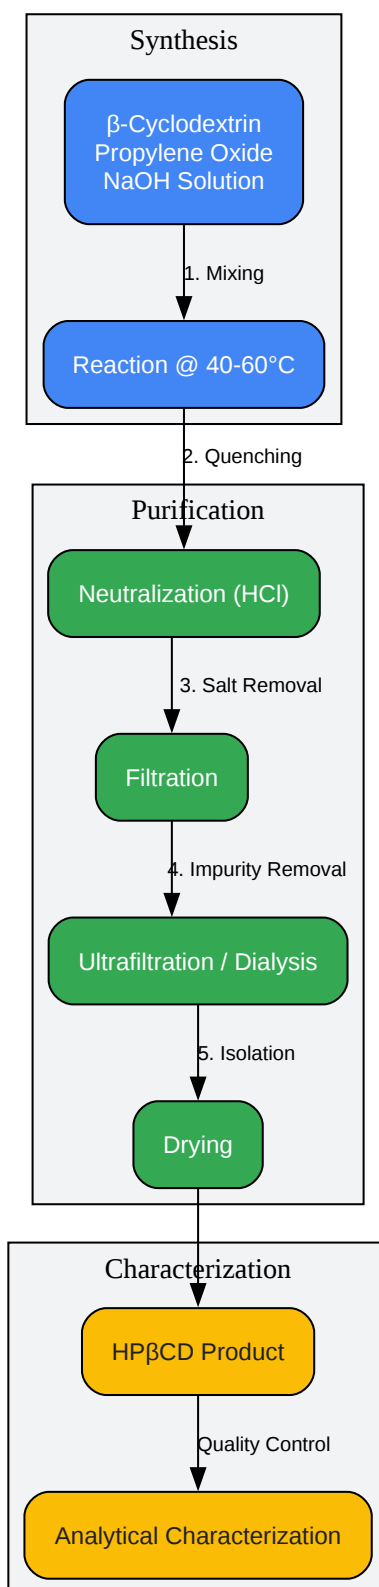 Synthesis
β-Cyclodextrin
Propylene Oxide
NaOH Solution
1. Mixing
Reaction @ 40-60°C
2. Quenching
Purification
Neutralization (HCl)
3. Salt Removal
Filtration
4. Impurity Removal
Ultrafiltration / Dialysis
5. Isolation
Drying
Characterization
HPβCD Product
Quality Control
Analytical Characterization